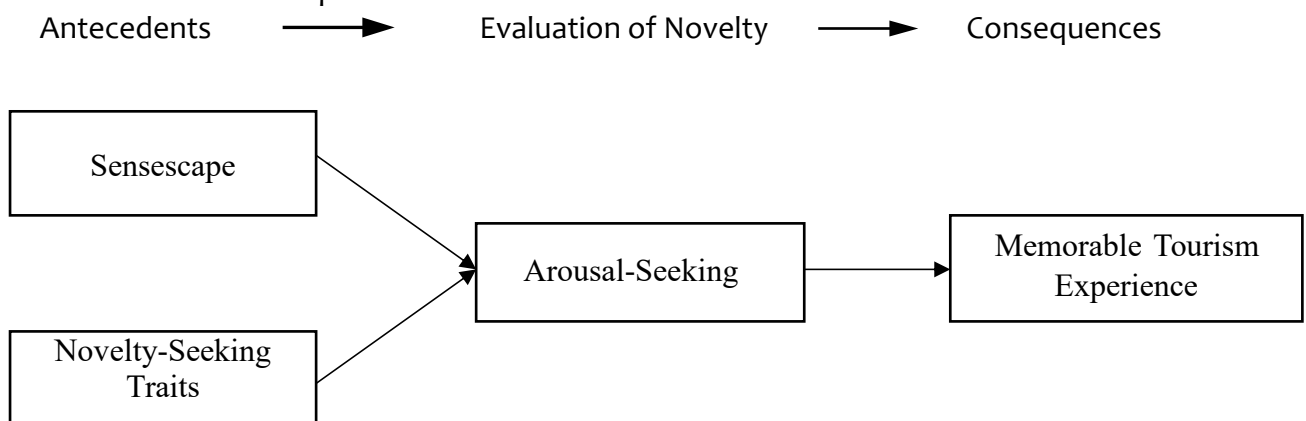 Antecedents Evaluation of Novelty Consequences
Sensescape
Arousal-Seeking
Memorable Tourism
Experience
Novelty-Seeking
Traits